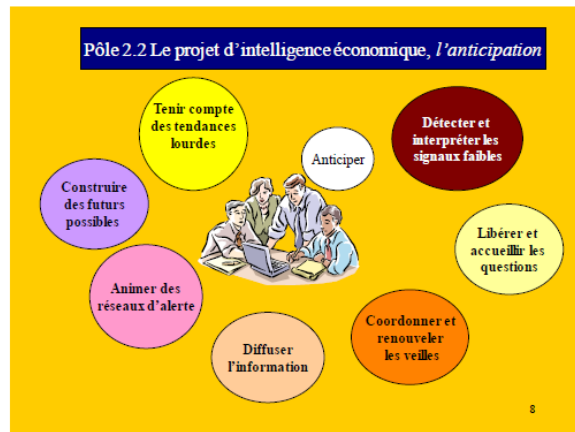 Pôle 2.2 Le projet d'intelligence économique, l'anticipation
Tenir compte
des tendances
lourdes
Anticiper
Détecter et
interpréter les
signaux faibles
Construire
des futurs
possibles
Libérer et
accueillir les
questions
Animer des
réseaux d'alerte
Coordonner et
renouveler
les veilles
Diffuser
l'information
8